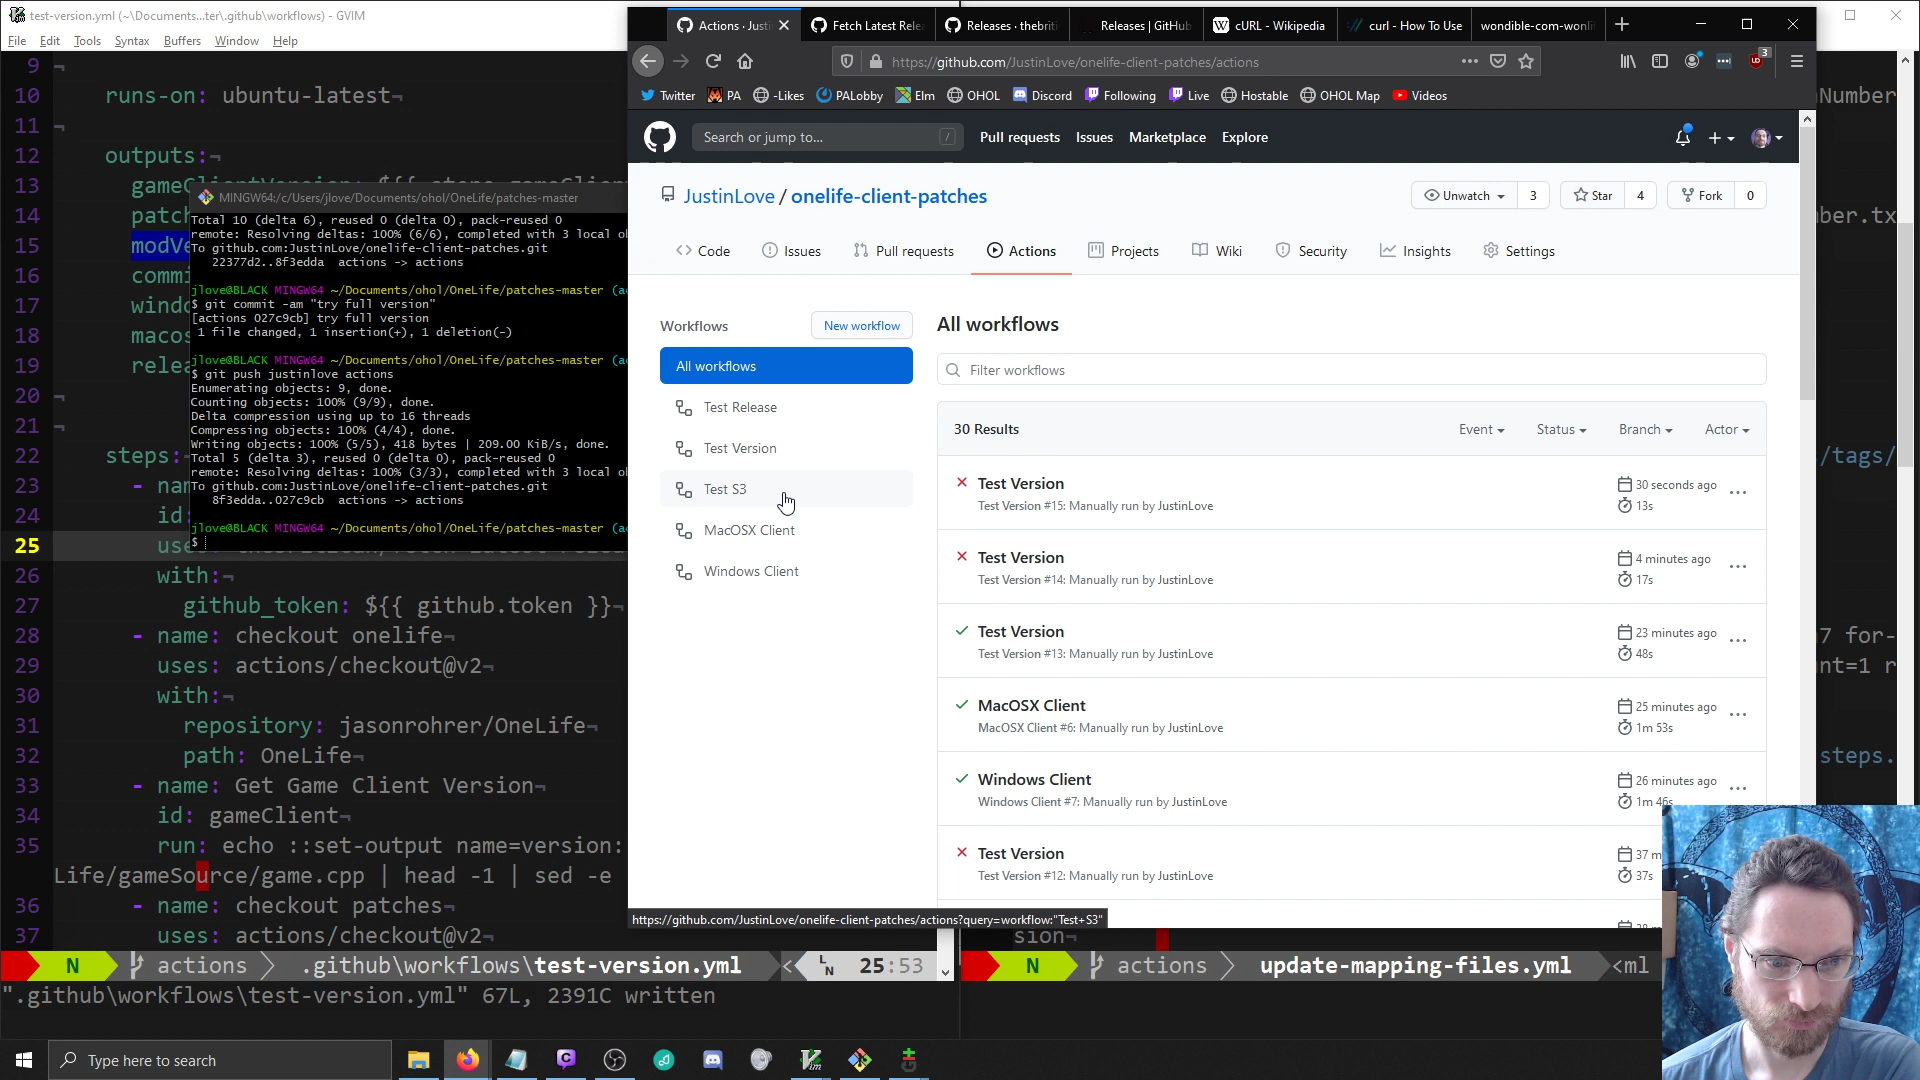 test-version.yml (~\Documents...ter\.github\workflows) - GVIM
File Edit Tools Syntax Buffers Window Help
9
10 runs-on: ubuntu-latest¬
11
12 outputs:¬
13
14 patch
15 modVe
16 commi
17 windo
18 macos
19 relea
20
21
22 steps:
23 - nam
24 id:
25 uses
26 with:¬
27 github_token: ${{ github.token }}¬
28 - name: checkout onelife¬
29 uses: actions/checkout@v2¬
30 with:¬
31 repository: jasonrohrer/OneLife¬
32 path: OneLife¬
33 - name: Get Game Client Version¬
34 id: gameClient¬
35 run: echo ::set-output name=version:
Life/gameSource/game.cpp | head -1 | sed -e
36 - name: checkout patches¬
37 uses: actions/checkout@v2¬
N actions .github\workflows\test-version.yml < LN 25:53
".github\workflows\test-version.yml" 67L, 2391C written
MINGW64:/c/Users/jlove/Documents/ohol/OneLife/patches-master
Total 10 (delta 6), reused 0 (delta 0), pack-reused 0
remote: Resolving deltas: 100% (6/6), completed with 3 local o
To github.com:JustinLove/onelife-client-patches.git
22377d2..8f3edda actions -> actions
jlove@BLACK MINGW64 ~/Documents/ohol/OneLife/patches-master (a
$ git commit -am "try full version"
[actions 027c9cb] try full version
1 file changed, 1 insertion(+), 1 deletion(-)
jlove@BLACK MINGW64 ~/Documents/ohol/OneLife/patches-master (a
$ git push justinlove actions
Enumerating objects: 9, done.
Counting objects: 100% (9/9), done.
Delta compression using up to 16 threads
Compressing objects: 100% (4/4), done.
Writing objects: 100% (5/5), 418 bytes | 209.00 KiB/s, done.
Total 5 (delta 3), reused 0 (delta 0), pack-reused 0
remote: Resolving deltas: 100% (3/3), completed with 3 local o
To github.com:JustinLove/onelife-client-patches.git
8f3edda..027c9cb actions -> actions
jlove@BLACK MINGW64 ~/Documents/ohol/OneLife/patches-master (a
$
Actions · Justi
Fetch Latest Rele
Releases · thebriti
Releases | GitHub
cURL - Wikipedia
curl - How To Use
wondible-com-wonli
https://github.com/JustinLove/onelife-client-patches/actions
3
Twitter PA -Likes PALobby Elm OHOL Discord Following Live Hostable OHOL Map Videos
Search or jump to... /
Pull requests Issues Marketplace Explore
JustinLove / onelife-client-patches
Unwatch 3 Star 4 Fork 0
Code Issues Pull requests Actions Projects Wiki Security Insights Settings
Workflows New workflow
All workflows
Test Release
Test Version
Test S3
MacOSX Client
Windows Client
All workflows
Filter workflows
30 Results Event Status Branch Actor
Test Version 30 seconds ago
Test Version #15: Manually run by JustinLove 13s
Test Version 4 minutes ago
Test Version #14: Manually run by JustinLove 17s
Test Version 23 minutes ago
Test Version #13: Manually run by JustinLove 48s
MacOSX Client 25 minutes ago
MacOSX Client #6: Manually run by JustinLove 1m 53s
Windows Client 26 minutes ago
Windows Client #7: Manually run by JustinLove 1m 46s
Test Version 37 m
Test Version #12: Manually run by JustinLove 37s
https://github.com/JustinLove/onelife-client-patches/actions?query=workflow:"Test+S3"
Number
ber.tx
/tags/
7 for-
nt=1 r
steps.
sion¬
N actions update-mapping-files.yml <ml
Type here to search